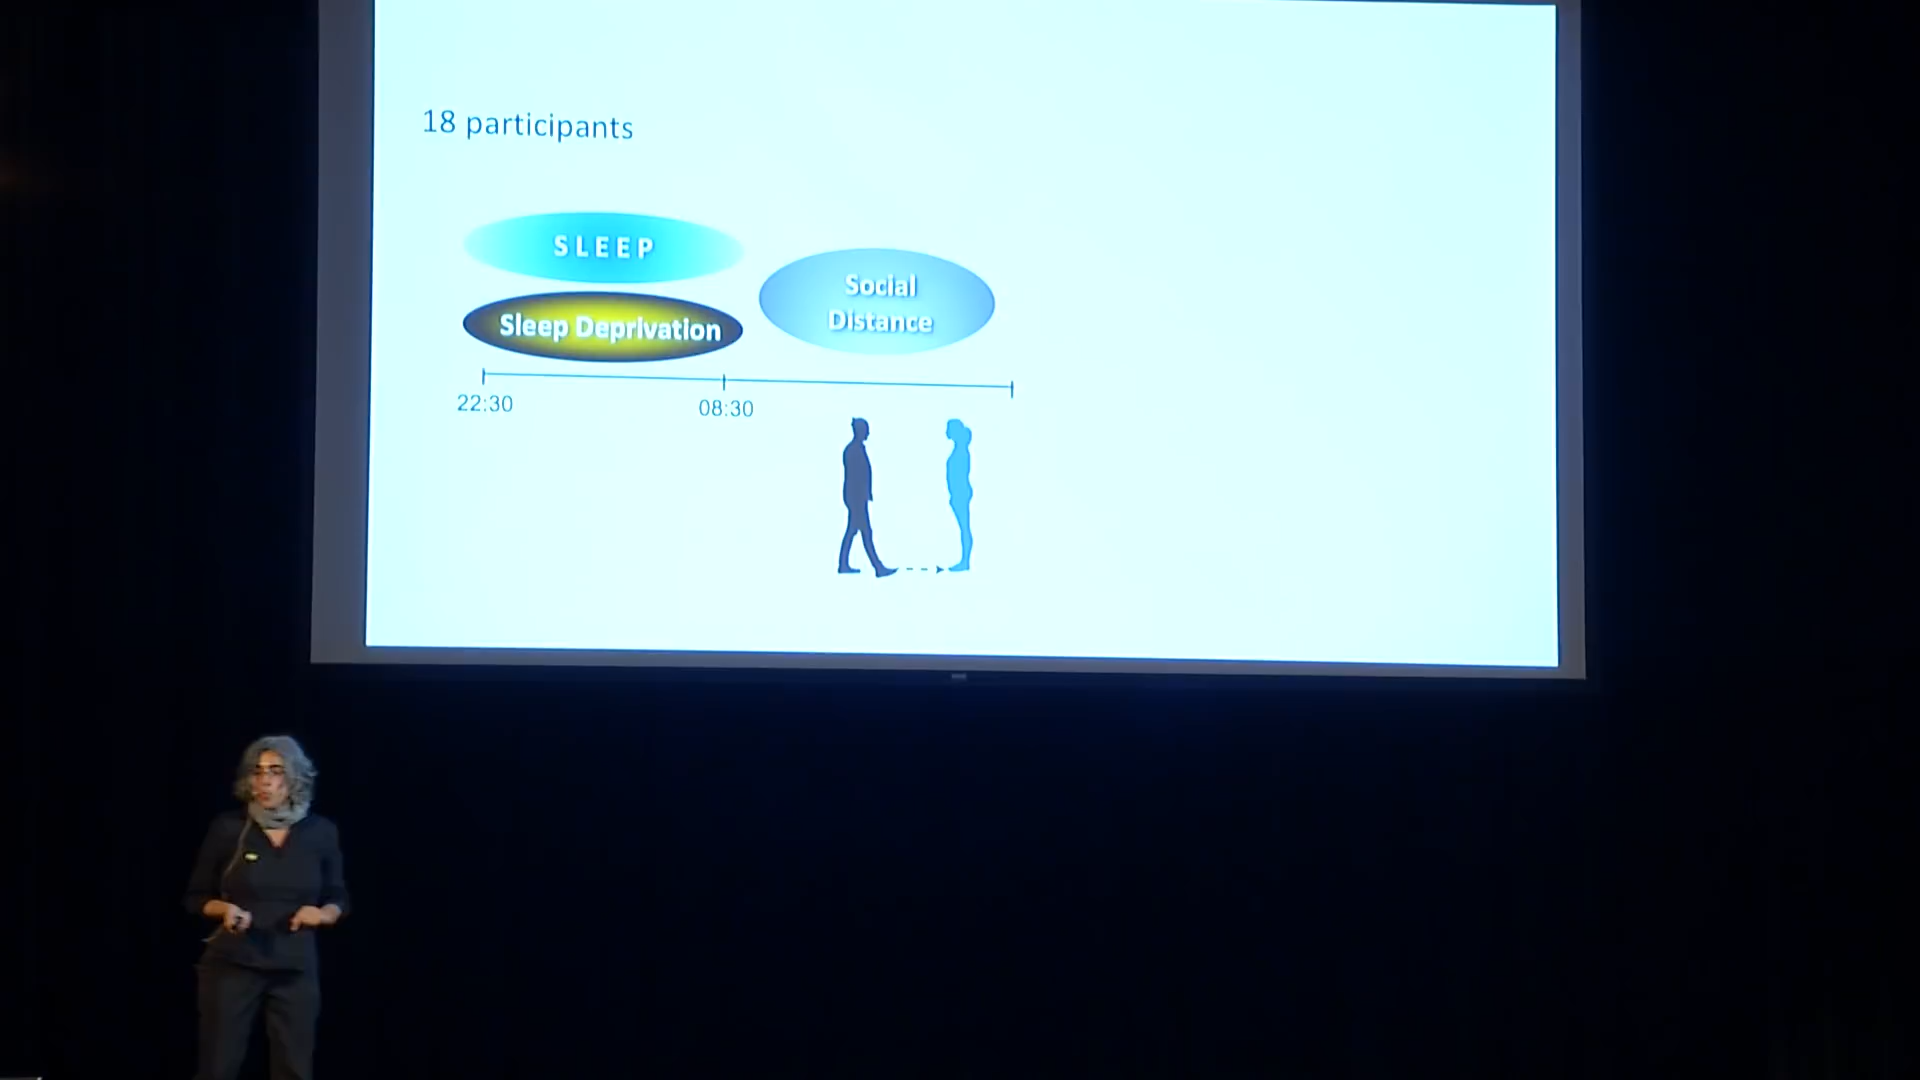 18 participants
SLEEP
Sleep Deprivation
Social
Distance
22:30
08:30